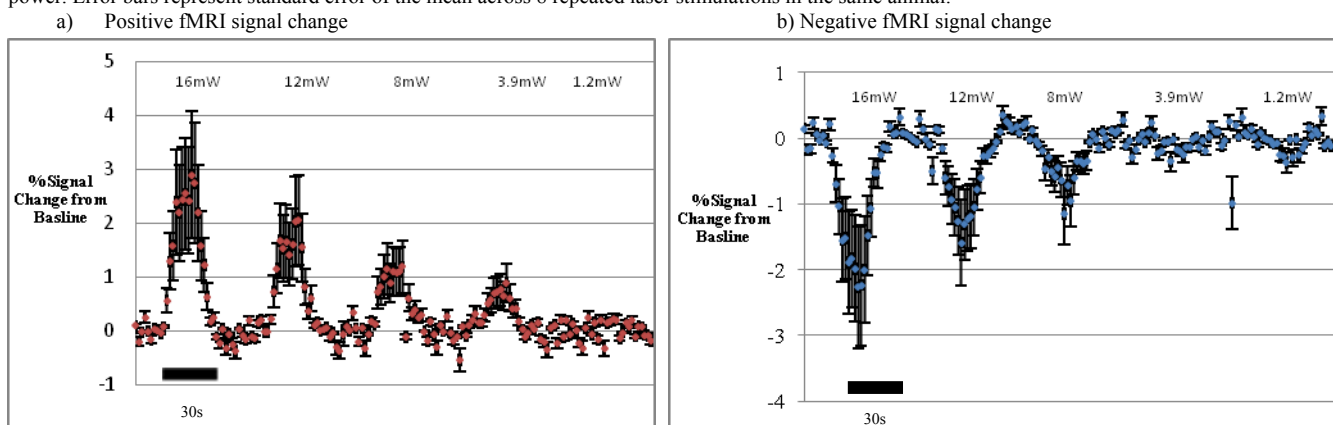 power. Error bars represent standard error of the mean across 8 repeated laser stimulations in the same animal.
a) Positive fMRI signal change
b) Negative fMRI signal change
5
4
3
2
1
0
-1
%Signal
Change from
Basline
16mW 12mW 8mW 3.9mW 1.2mW
30s
1
0
-1
-2
-3
-4
%Signal
Change from
Basline
16mW 12mW 8mW 3.9mW 1.2mW
30s